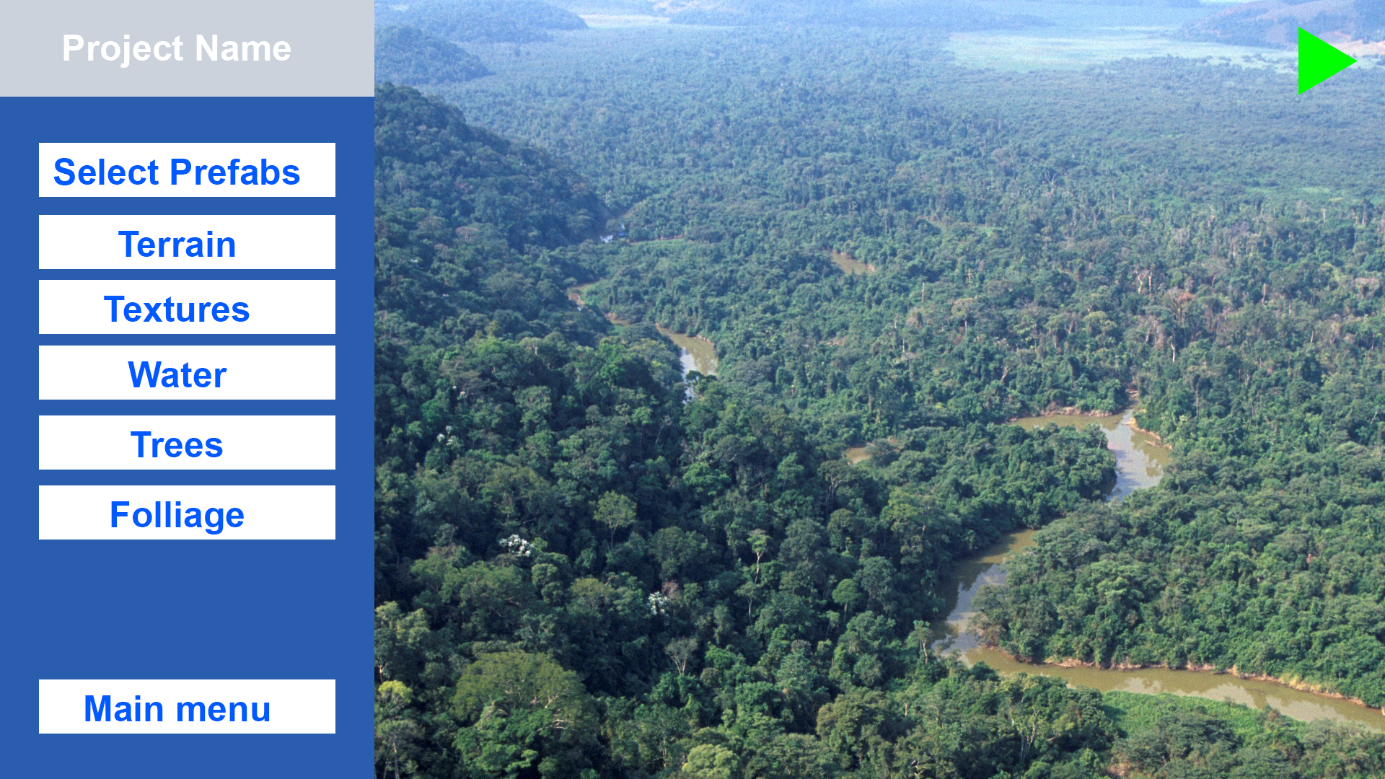 Project Name
Select Prefabs
Terrain
Textures
Water
Trees
Folliage
Main menu